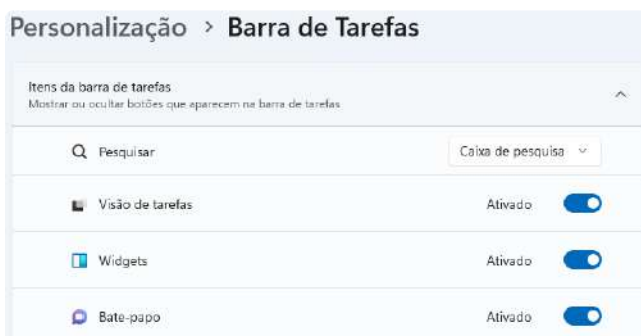 Personalização > Barra de Tarefas
Itens da barra de tarefas
Mostrar ou ocultar botões que aparecem na barra de tarefas
Pesquisar Caixa de pesquisa
Visão de tarefas Ativado
Widgets Ativado
Bate-papo Ativado